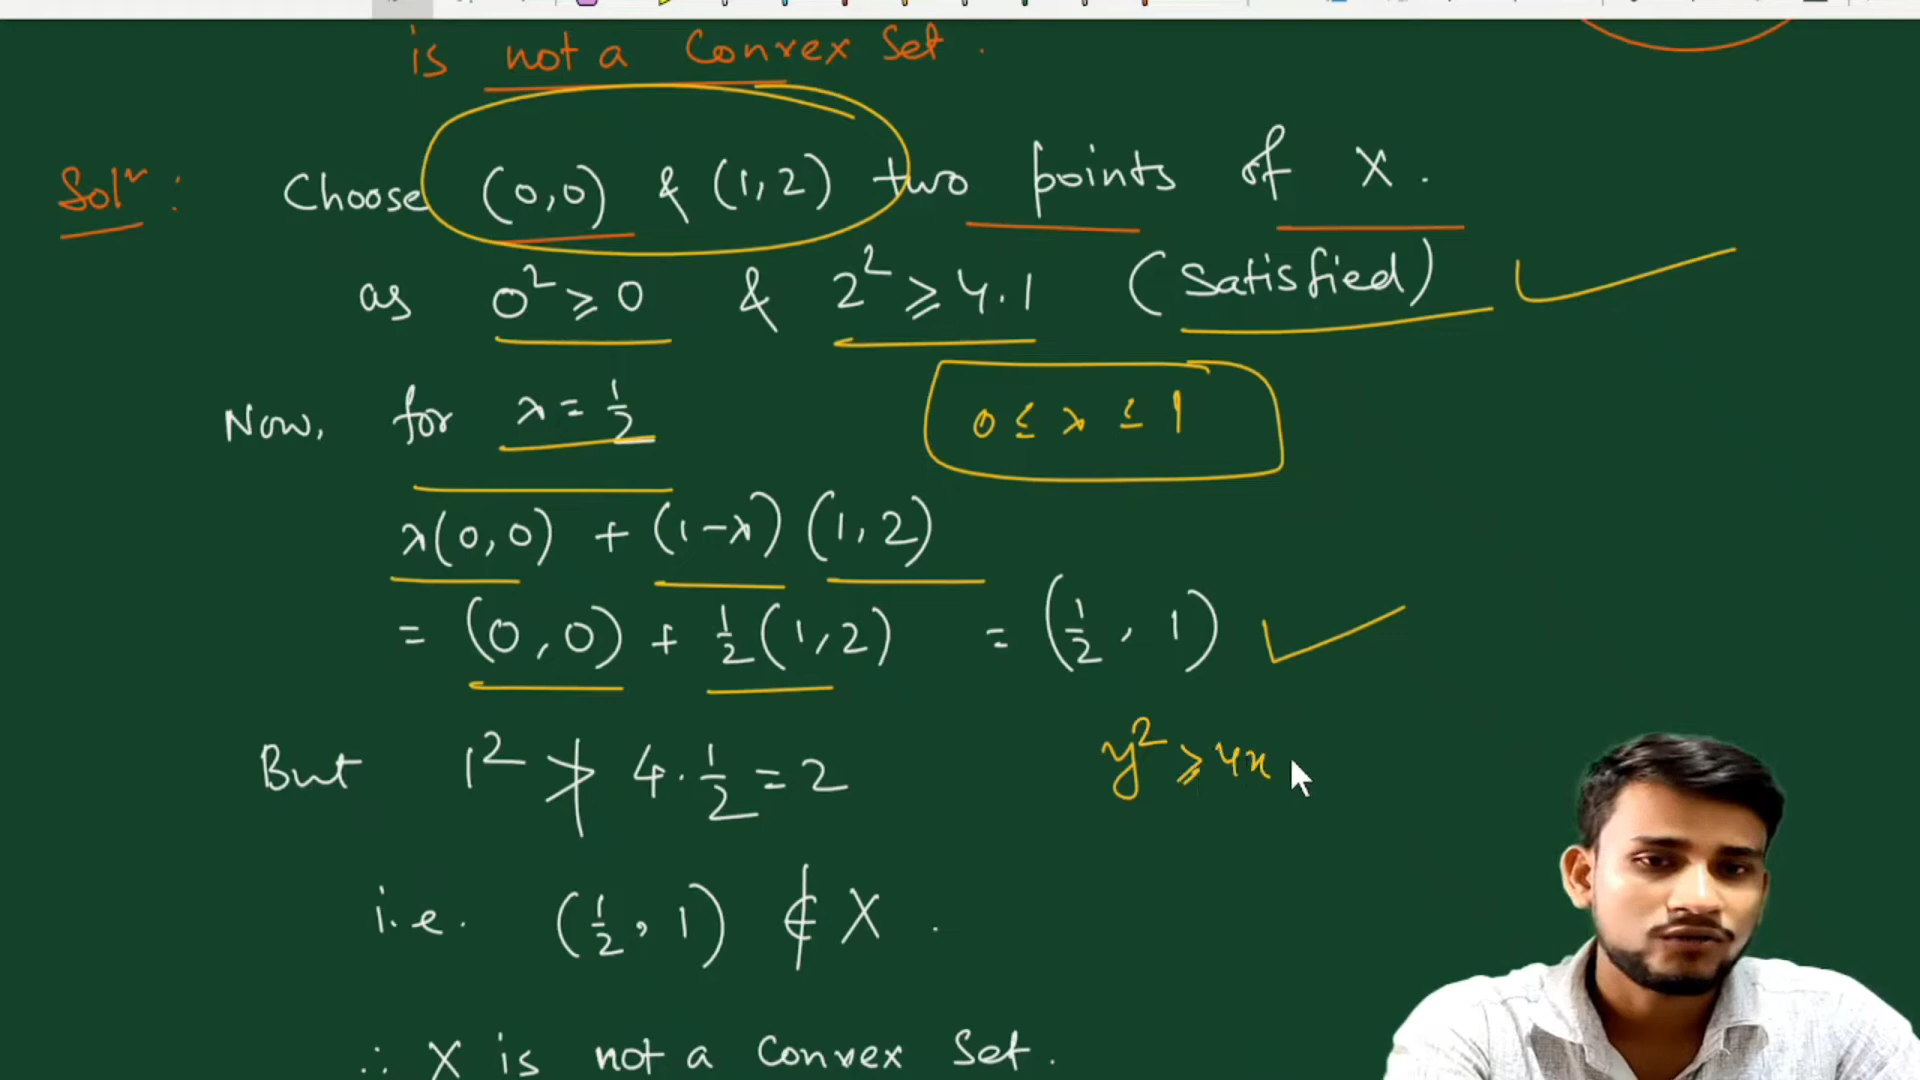 is not a Convex Set.
Solⁿ: Choose (0,0) & (1,2) two points of X.
as 0² ≥ 0 & 2² ≥ 4.1 (Satisfied)
Now, for λ = 1/2 0 ≤ λ ≤ 1
λ(0,0) + (1-λ)(1,2)
= (0,0) + 1/2(1,2) = (1/2, 1)
But 1² ≱ 4.1/2 = 2 y² ≥ 4x
i.e. (1/2, 1) ∉ X.
∴ X is not a Convex Set.